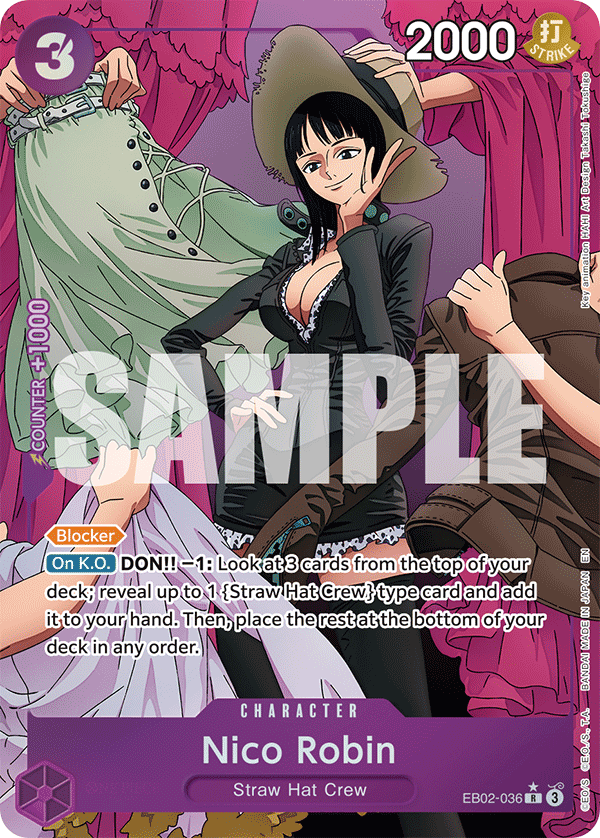 3
2000
打
STRIKE
Key animation HAHI Art Design Takashi Tokushige
COUNTER +1000
SAMPLE
Blocker
On K.O. DON!! −1: Look at 3 cards from the top of your
deck; reveal up to 1 {Straw Hat Crew} type card and add
it to your hand. Then, place the rest at the bottom of your
deck in any order.
CHARACTER
Nico Robin
Straw Hat Crew
EB02-036 R 3
©EO/S. ©E.O./S., T.A. BANDAI MADE IN JAPAN EN